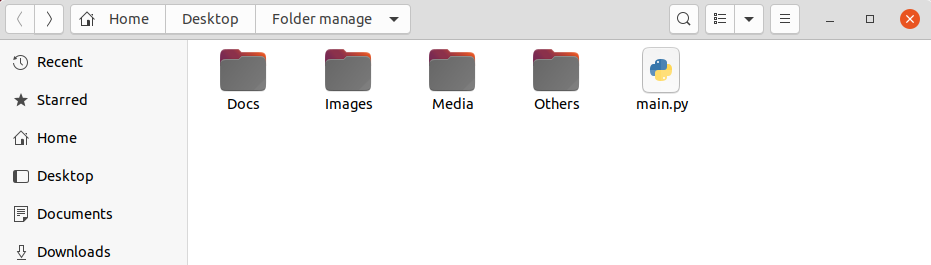 Home Desktop Folder manage
Recent
Starred
Home
Desktop
Documents
Downloads
Docs Images Media Others main.py